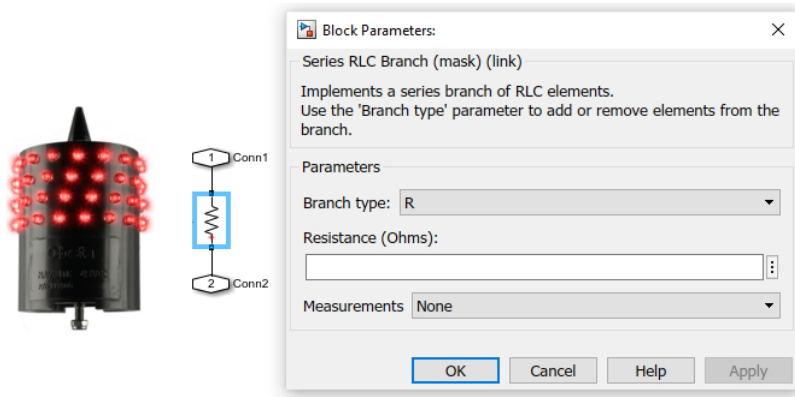 Block Parameters:
Series RLC Branch (mask) (link)
Implements a series branch of RLC elements.
Use the 'Branch type' parameter to add or remove elements from the
branch.
Parameters
Branch type: R
Resistance (Ohms):
Measurements None
OK Cancel Help Apply
1 Conn1
2 Conn2